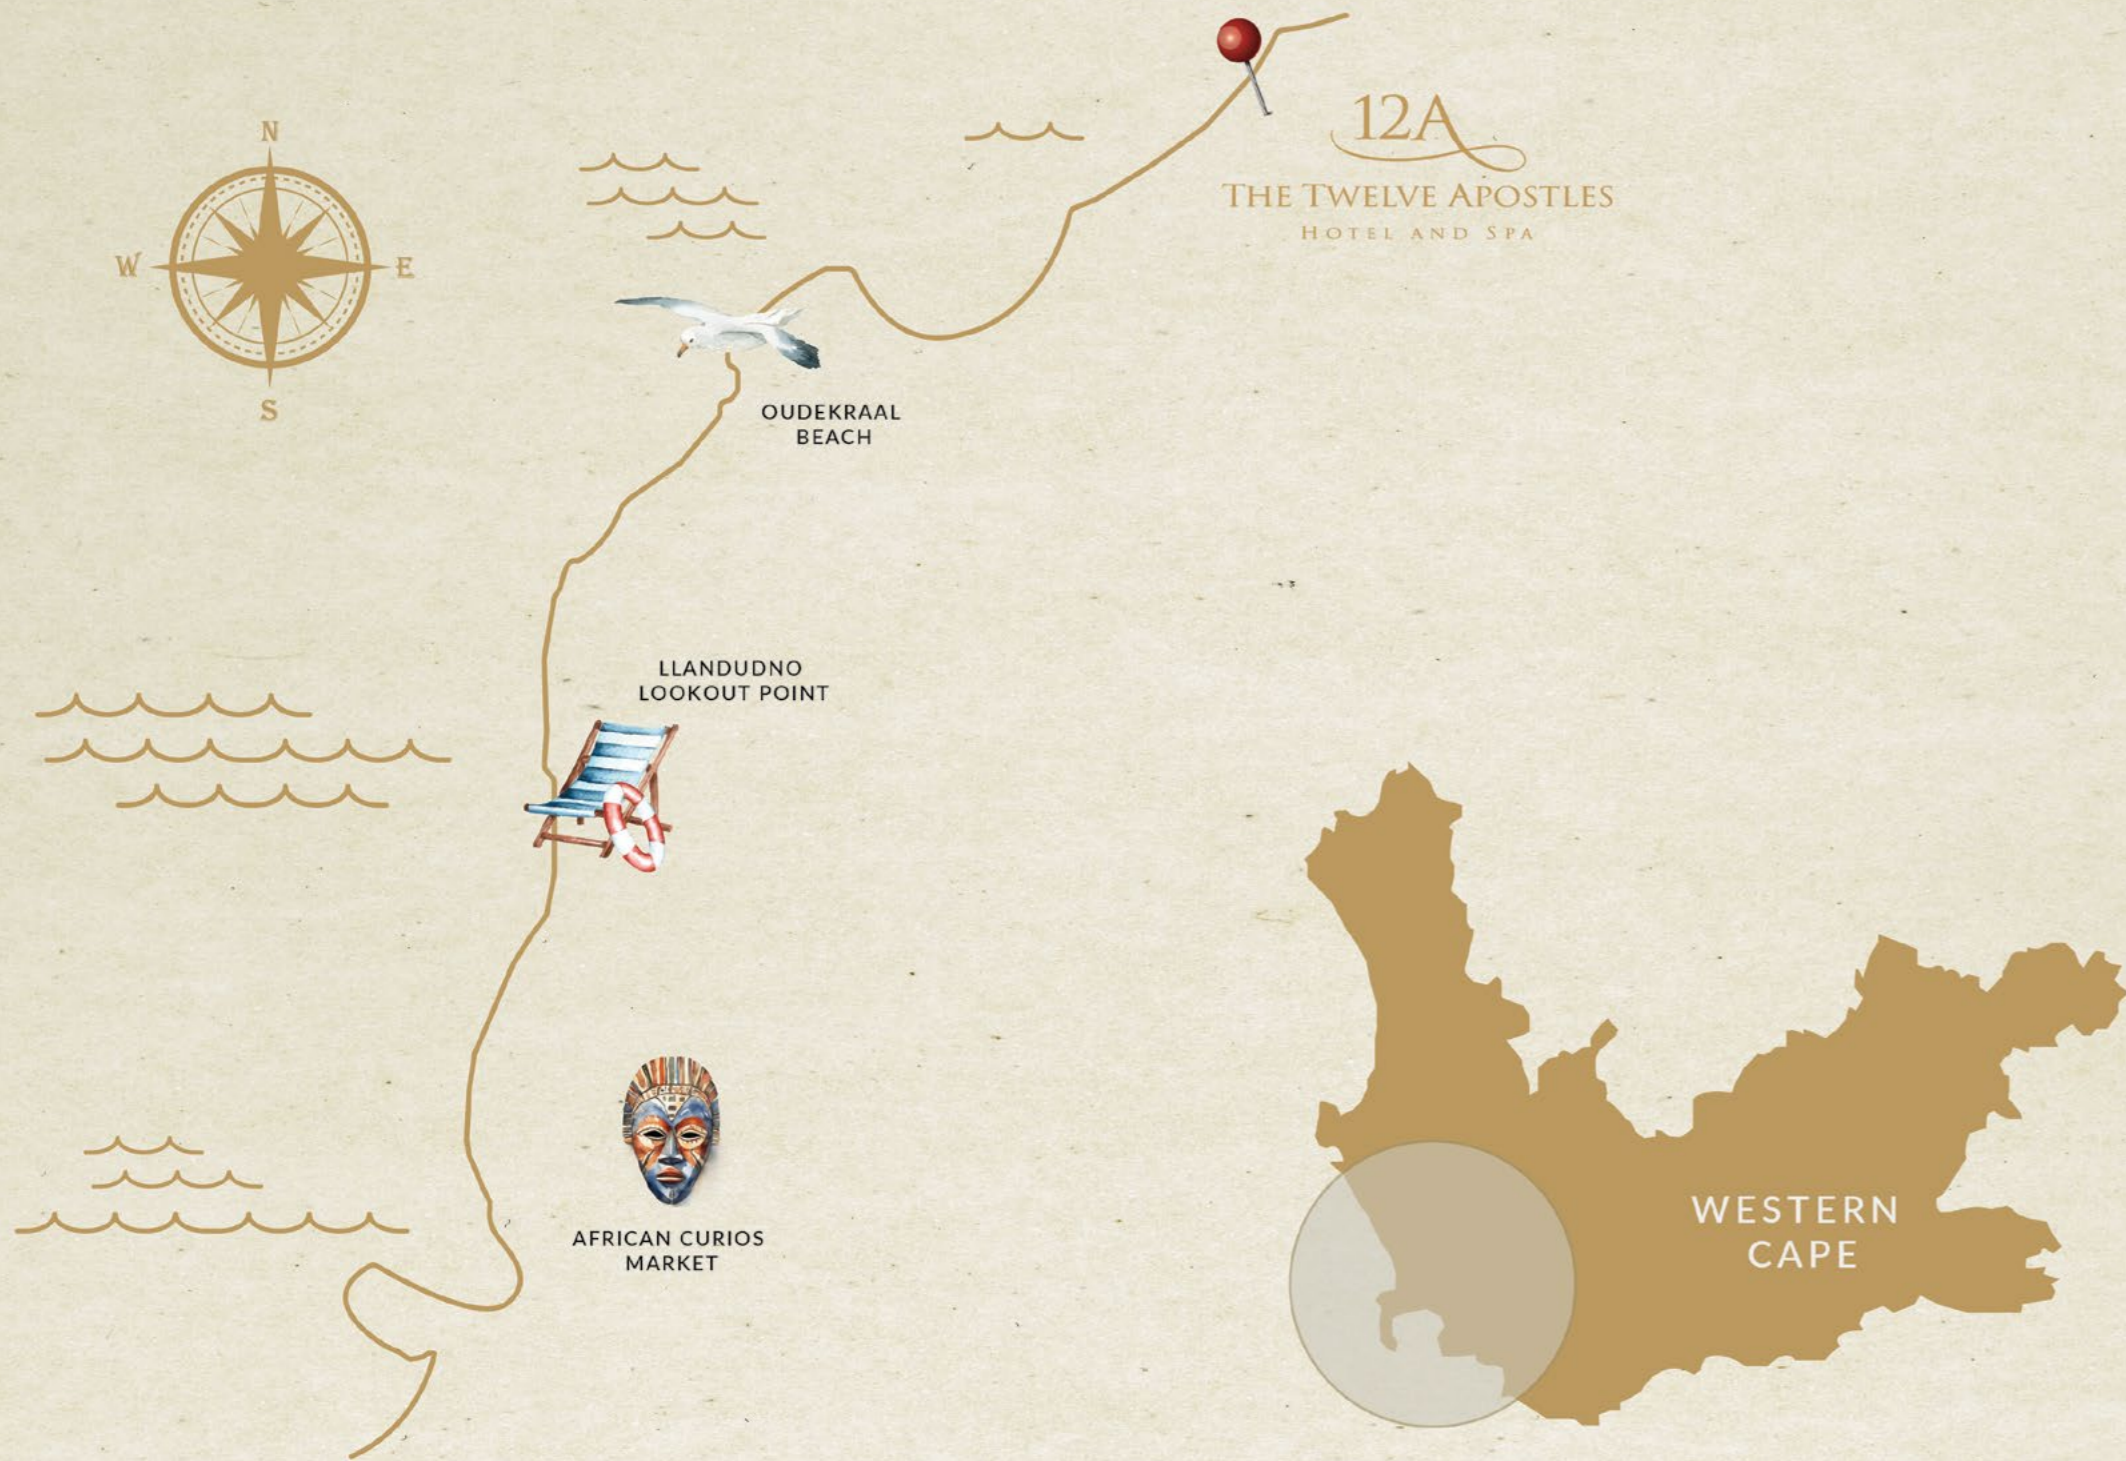 12A
THE TWELVE APOSTLES
HOTEL AND SPA
N
W
E
S
OUDEKRAAL
BEACH
LLANDUDNO
LOOKOUT POINT
AFRICAN CURIOS
MARKET
WESTERN
CAPE